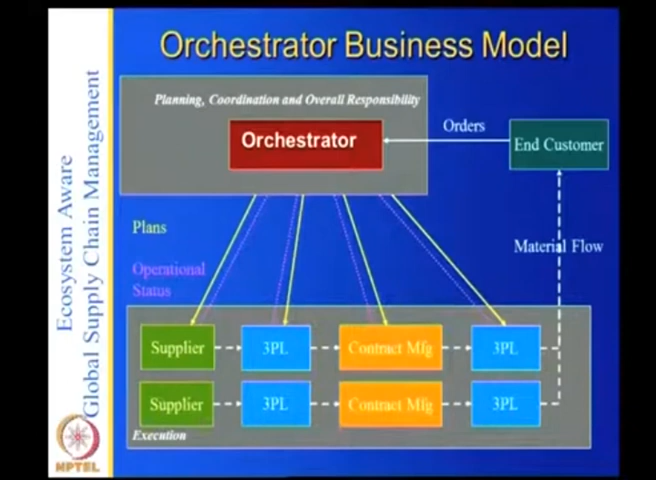 Orchestrator Business Model
Ecosystem Aware
Global Supply Chain Management
Planning, Coordination and Overall Responsibility
Orchestrator
Orders
End Customer
Plans
Material Flow
Operational
Status
Supplier
3PL
Contract Mfg
3PL
Supplier
3PL
Contract Mfg
3PL
Execution
NPTEL